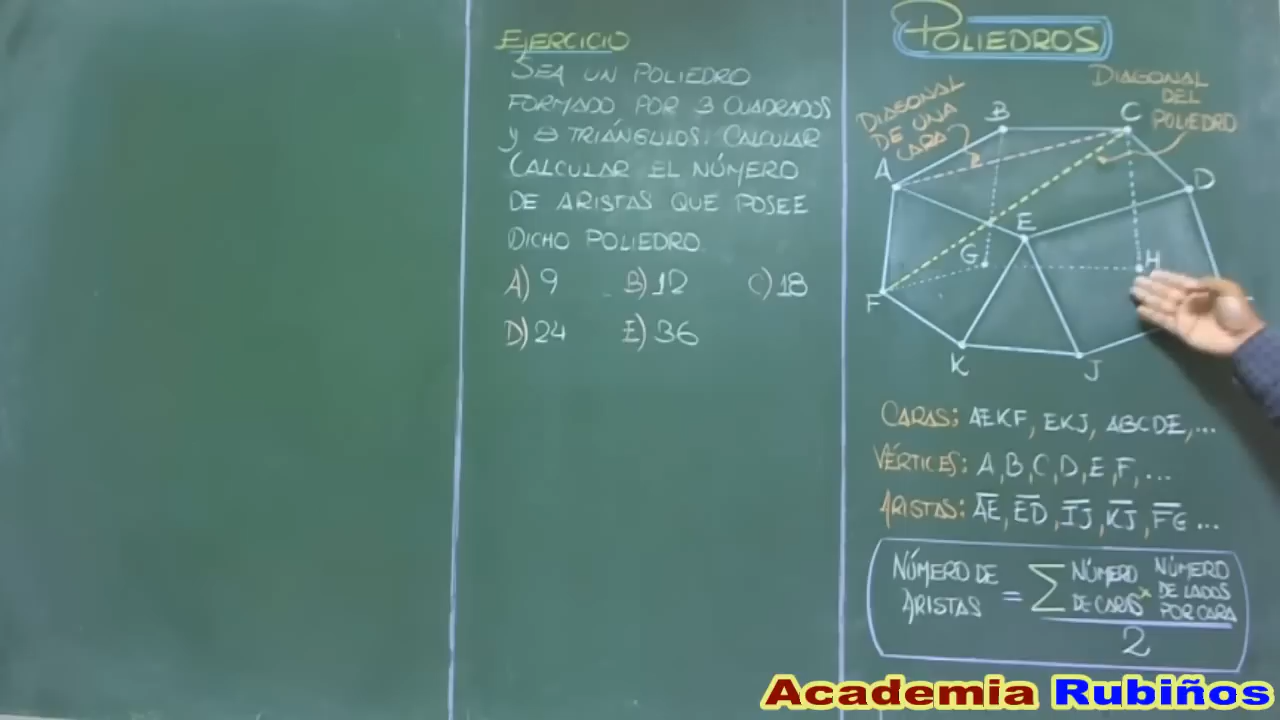 EJERCICIO
SEA UN POLIEDRO
FORMADO POR 3 CUADRADOS
Y 8 TRIÁNGULOS. CALCULAR
CALCULAR EL NÚMERO
DE ARISTAS QUE POSEE
DICHO POLIEDRO.
A) 9 B) 12 C) 18
D) 24 E) 36
POLIEDROS
DIAGONAL
DE UNA
CARA
DIAGONAL
DEL
POLIEDRO
B
C
A
D
E
G
H
F
K
J
CARAS: AEKF, EKJ, ABCDE, ...
VÉRTICES: A, B, C, D, E, F, ...
ARISTAS: AE, ED, IJ, KJ, FG ...
NÚMERO DE ARISTAS = ∑ NÚMERO DE CARAS × NÚMERO DE LADOS POR CARA
2
Academia Rubiños